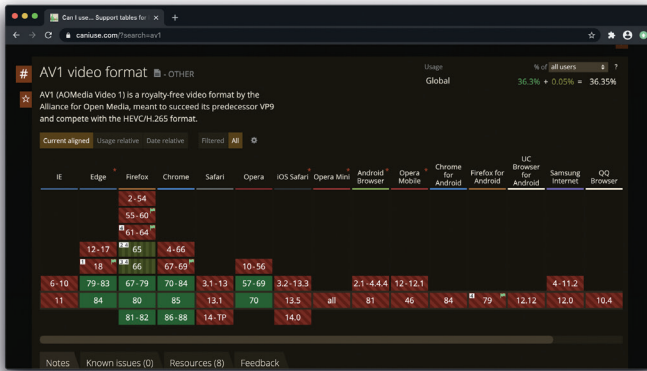 Can I use... Support tables for
caniuse.com/?search=av1
# AV1 video format - OTHER
Usage % of all users ?
Global 36.3% + 0.05% = 36.35%
AV1 (AOMedia Video 1) is a royalty-free video format by the
Alliance for Open Media, meant to succeed its predecessor VP9
and compete with the HEVC/H.265 format.
Current aligned Usage relative Date relative Filtered All
IE Edge Firefox Chrome Safari Opera iOS Safari Opera Mini Android Browser Opera Mobile Chrome for Android Firefox for Android UC Browser for Android Samsung Internet QQ Browser
2-54
55-60
4 61-64
12-17 2 4 65 4-66
1 18 3 4 66 67-69 10-56
6-10 79-83 67-79 70-84 3.1-13 57-69 3.2-13.3 2.1-4.4.4 12-12.1 4-11.2
11 84 80 85 13.1 70 13.5 all 81 46 84 4 79 12.12 12.0 10.4
81-82 86-88 14-TP 14.0
Notes Known issues (0) Resources (8) Feedback